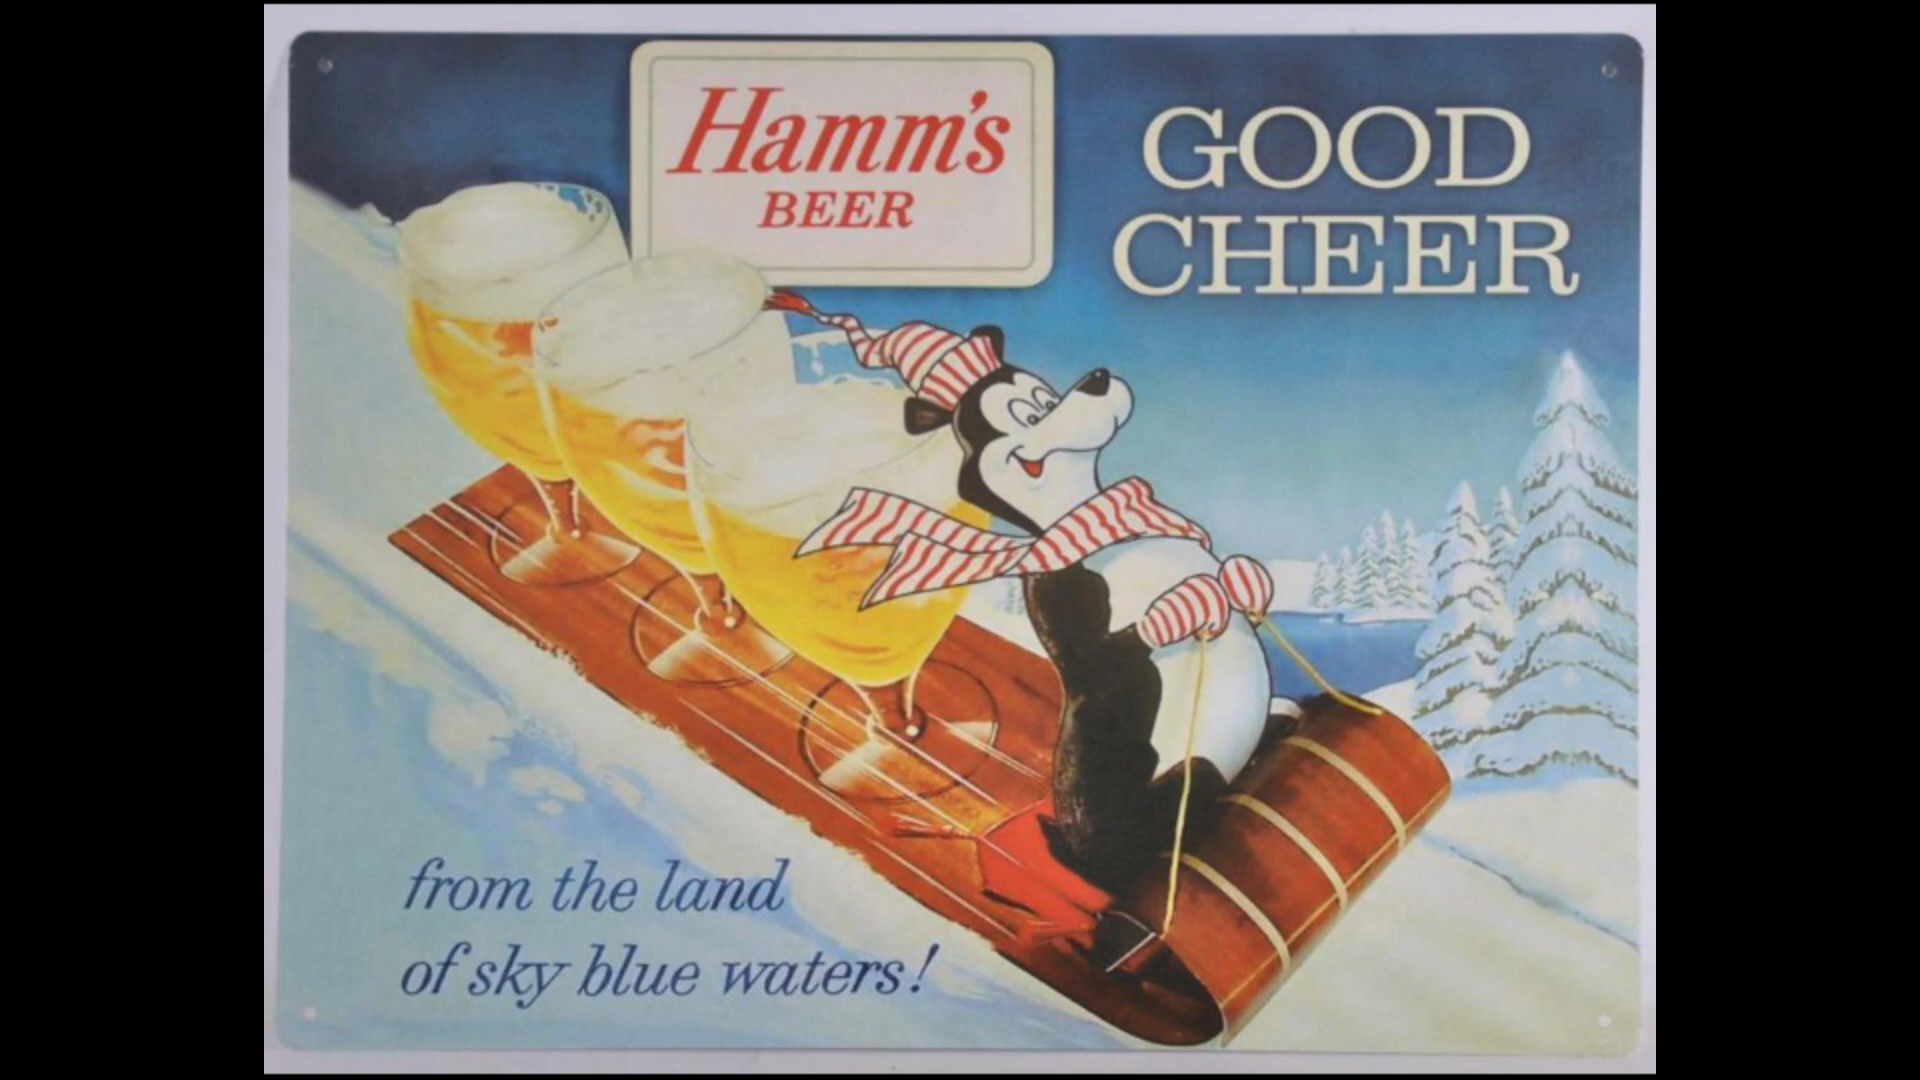 Hamm's
BEER
GOOD
CHEER
from the land
of sky blue waters!